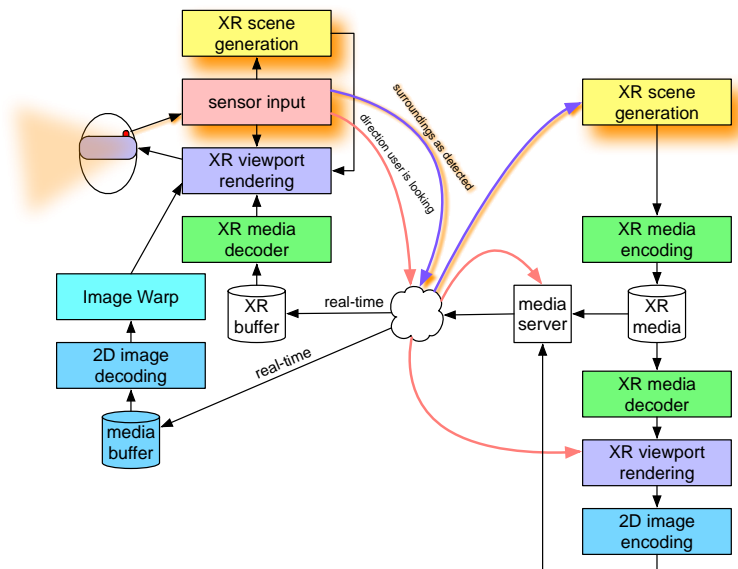 XR scene
generation
sensor input
XR viewport
rendering
XR media
decoder
Image Warp
XR
buffer
2D image
decoding
media
buffer
real-time
real-time
surroundings as detected
direction user is looking
media
server
XR scene
generation
XR media
encoding
XR
media
XR media
decoder
XR viewport
rendering
2D image
encoding